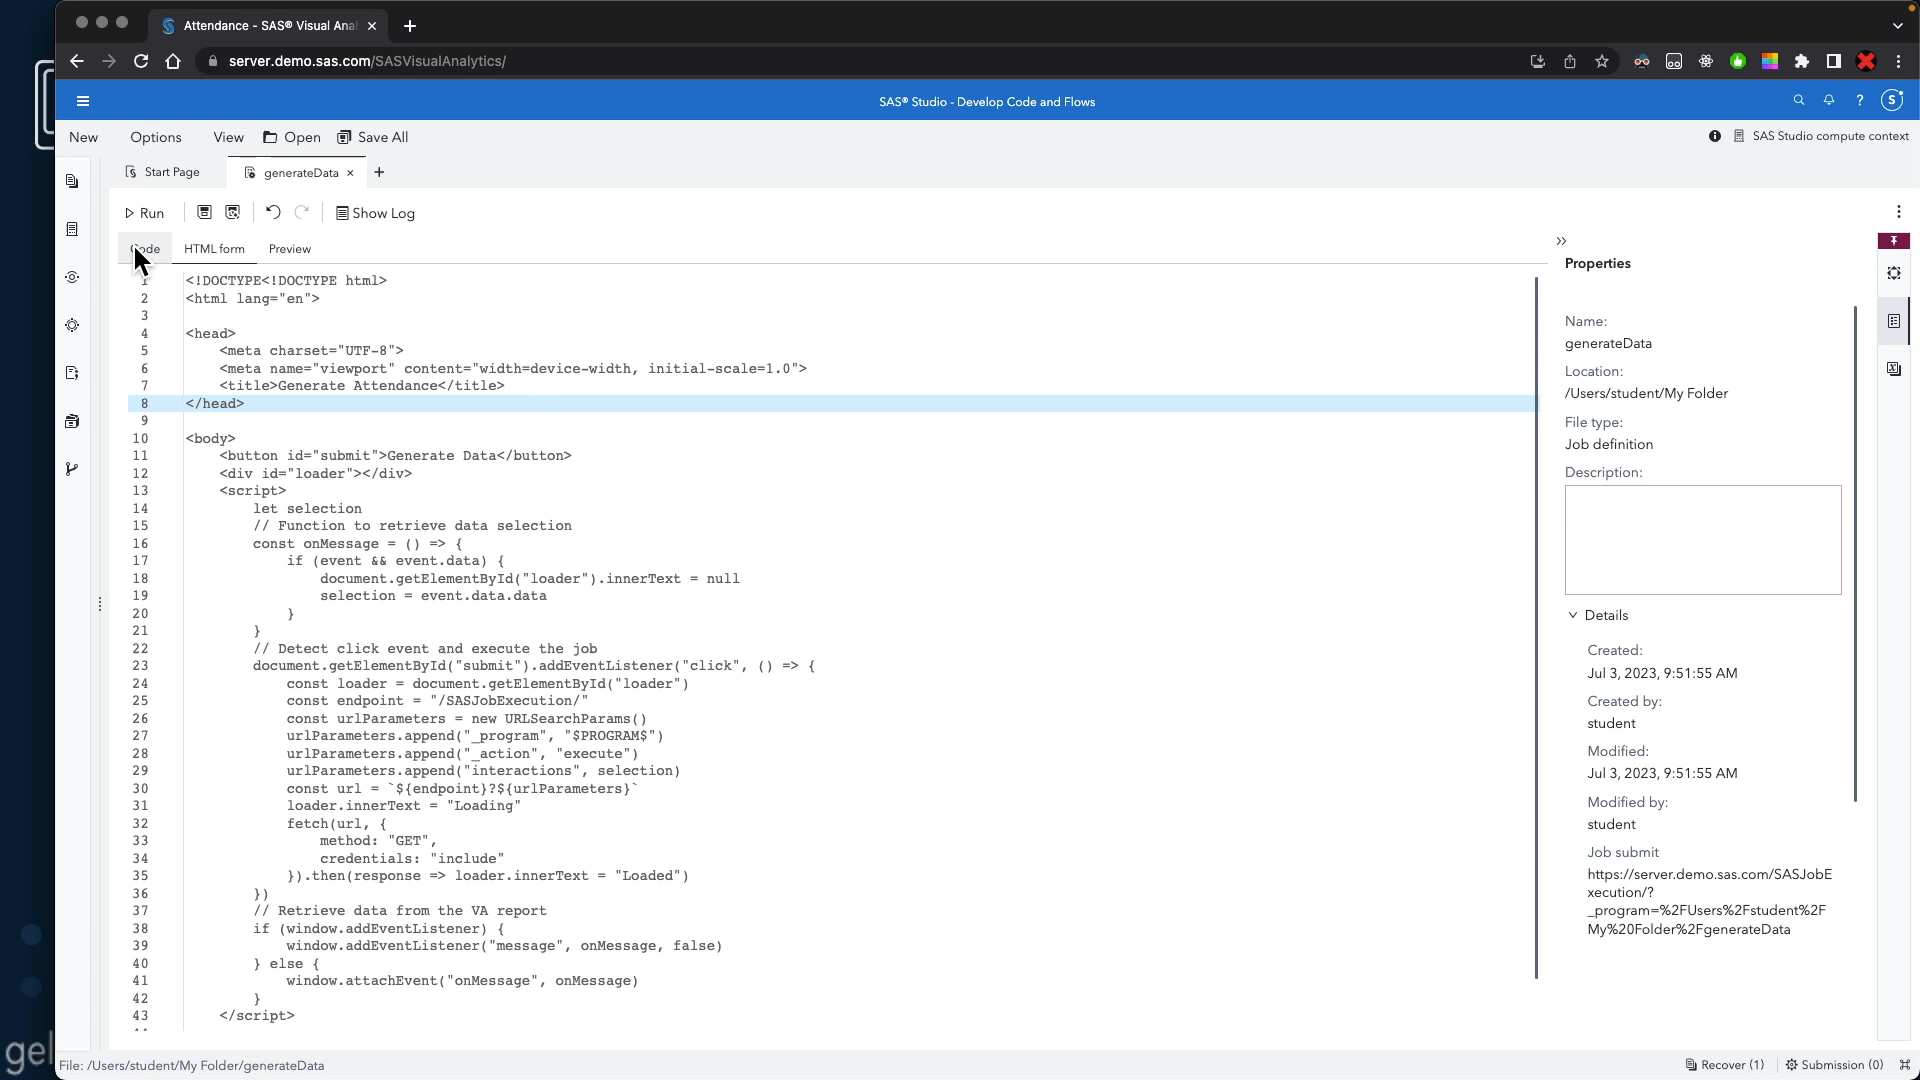 Attendance - SAS® Visual Anal
server.demo.sas.com/SASVisualAnalytics/
SAS® Studio - Develop Code and Flows
New Options View Open Save All
SAS Studio compute context
Start Page generateData
Run Show Log
Code HTML form Preview
1 <!DOCTYPE<!DOCTYPE html>
2 <html lang="en">
3
4 <head>
5 <meta charset="UTF-8">
6 <meta name="viewport" content="width=device-width, initial-scale=1.0">
7 <title>Generate Attendance</title>
8 </head>
9
10 <body>
11 <button id="submit">Generate Data</button>
12 <div id="loader"></div>
13 <script>
14 let selection
15 // Function to retrieve data selection
16 const onMessage = () => {
17 if (event && event.data) {
18 document.getElementById("loader").innerText = null
19 selection = event.data.data
20 }
21 }
22 // Detect click event and execute the job
23 document.getElementById("submit").addEventListener("click", () => {
24 const loader = document.getElementById("loader")
25 const endpoint = "/SASJobExecution/"
26 const urlParameters = new URLSearchParams()
27 urlParameters.append("_program", "$PROGRAM$")
28 urlParameters.append("_action", "execute")
29 urlParameters.append("interactions", selection)
30 const url = `${endpoint}?${urlParameters}`
31 loader.innerText = "Loading"
32 fetch(url, {
33 method: "GET",
34 credentials: "include"
35 }).then(response => loader.innerText = "Loaded")
36 })
37 // Retrieve data from the VA report
38 if (window.addEventListener) {
39 window.addEventListener("message", onMessage, false)
40 } else {
41 window.attachEvent("onMessage", onMessage)
42 }
43 </script>
Properties
Name:
generateData
Location:
/Users/student/My Folder
File type:
Job definition
Description:
Details
Created:
Jul 3, 2023, 9:51:55 AM
Created by:
student
Modified:
Jul 3, 2023, 9:51:55 AM
Modified by:
student
Job submit
https://server.demo.sas.com/SASJobE
xecution/?
_program=%2FUsers%2Fstudent%2F
My%20Folder%2FgenerateData
gel
File: /Users/student/My Folder/generateData
Recover (1) Submission (0)